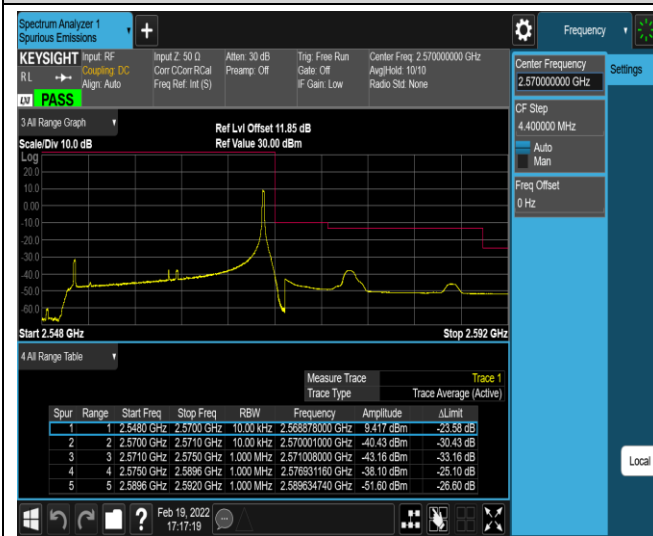 Spectrum Analyzer 1
Spurious Emissions
Frequency
KEYSIGHT Input: RF Input Z: 50 Ω Atten: 30 dB Trig: Free Run Center Freq: 2.570000000 GHz
RL Coupling: DC Corr CCorr RCal Preamp: Off Gate: Off Avg|Hold: 10/10
Align: Auto Freq Ref: Int (S) IF Gain: Low Radio Std: None
LXI PASS
Center Frequency
2.570000000 GHz
Settings
CF Step
4.400000 MHz
Auto
Man
Freq Offset
0 Hz
3 All Range Graph
Ref Lvl Offset 11.85 dB
Scale/Div 10.0 dB Ref Value 30.00 dBm
Log
20.0
10.0
0.00
-10.0
-20.0
-30.0
-40.0
-50.0
-60.0
Start 2.548 GHz Stop 2.592 GHz
4 All Range Table
Measure Trace Trace 1
Trace Type Trace Average (Active)
Spur Range Start Freq Stop Freq RBW Frequency Amplitude ΔLimit
1 1 2.5480 GHz 2.5700 GHz 10.00 kHz 2.568878000 GHz 9.417 dBm -23.58 dB
2 2 2.5700 GHz 2.5710 GHz 10.00 kHz 2.570001000 GHz -40.43 dBm -30.43 dB
3 3 2.5710 GHz 2.5750 GHz 1.000 MHz 2.571008000 GHz -43.16 dBm -33.16 dB
4 4 2.5750 GHz 2.5896 GHz 1.000 MHz 2.576931160 GHz -38.10 dBm -25.10 dB
5 5 2.5896 GHz 2.5920 GHz 1.000 MHz 2.589634740 GHz -51.60 dBm -26.60 dB
Local
Feb 19, 2022
17:17:19